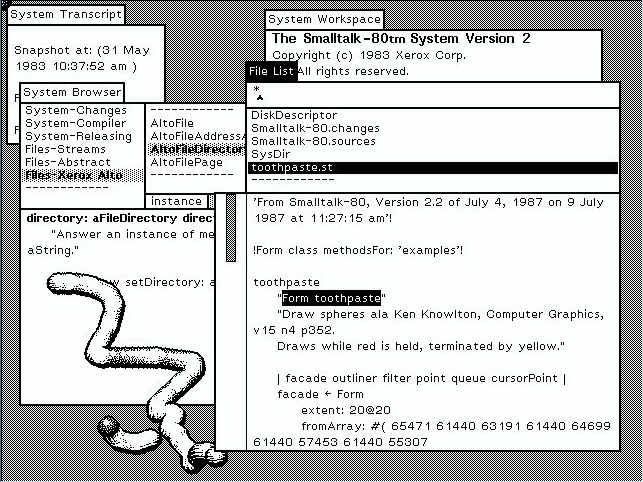 System Transcript
Snapshot at: (31 May
1983 10:37:52 am )
System Workspace
The Smalltalk-80tm System Version 2
Copyright (c) 1983 Xerox Corp.
All rights reserved.
System Browser
System-Changes
System-Compiler
System-Releasing
Files-Streams
Files-Abstract
Files-Xerox Alto
------------
------------
AltoFile
AltoFileAddressA
AltoFileDirector
AltoFilePage
------------
instance
directory: aFileDirectory direc
"Answer an instance of me
aString."
w setDirectory: a
File List
*
DiskDescriptor
Smalltalk-80.changes
Smalltalk-80.sources
SysDir
toothpaste.st
------------
'From Smalltalk-80, Version 2.2 of July 4, 1987 on 9 July
1987 at 11:27:15 am'!
!Form class methodsFor: 'examples'!
toothpaste
"Form toothpaste"
"Draw spheres ala Ken Knowlton, Computer Graphics,
v15 n4 p352.
Draws while red is held, terminated by yellow."
| facade outliner filter point queue cursorPoint |
facade ← Form
extent: 20@20
fromArray: #( 65471 61440 63191 61440 64699
61440 57453 61440 55307